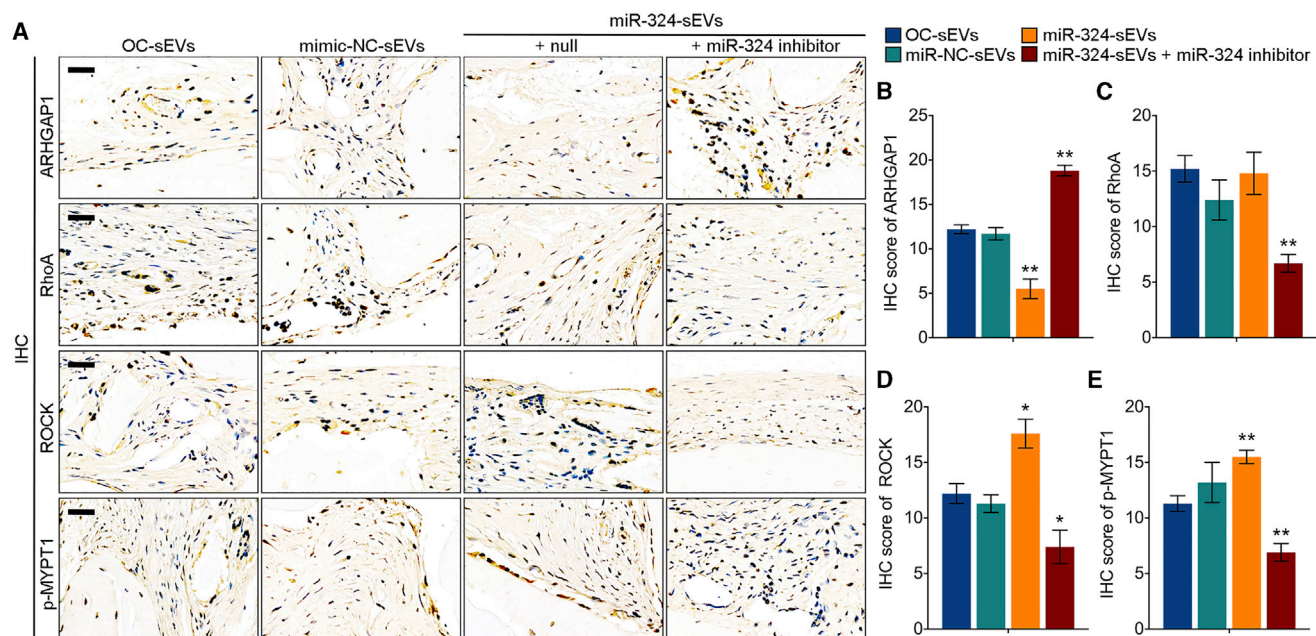 A
miR-324-sEVs
OC-sEVs
mimic-NC-sEVs
+ null
+ miR-324 inhibitor
IHC
ARHGAP1
RhoA
ROCK
p-MYPT1
OC-sEVs
miR-324-sEVs
miR-NC-sEVs
miR-324-sEVs + miR-324 inhibitor
B
IHC score of ARHGAP1
25
20
15
10
5
0
**
**
C
IHC score of RhoA
20
15
10
5
0
**
D
IHC score of ROCK
20
15
10
5
0
*
*
E
IHC score of p-MYPT1
20
15
10
5
0
**
**